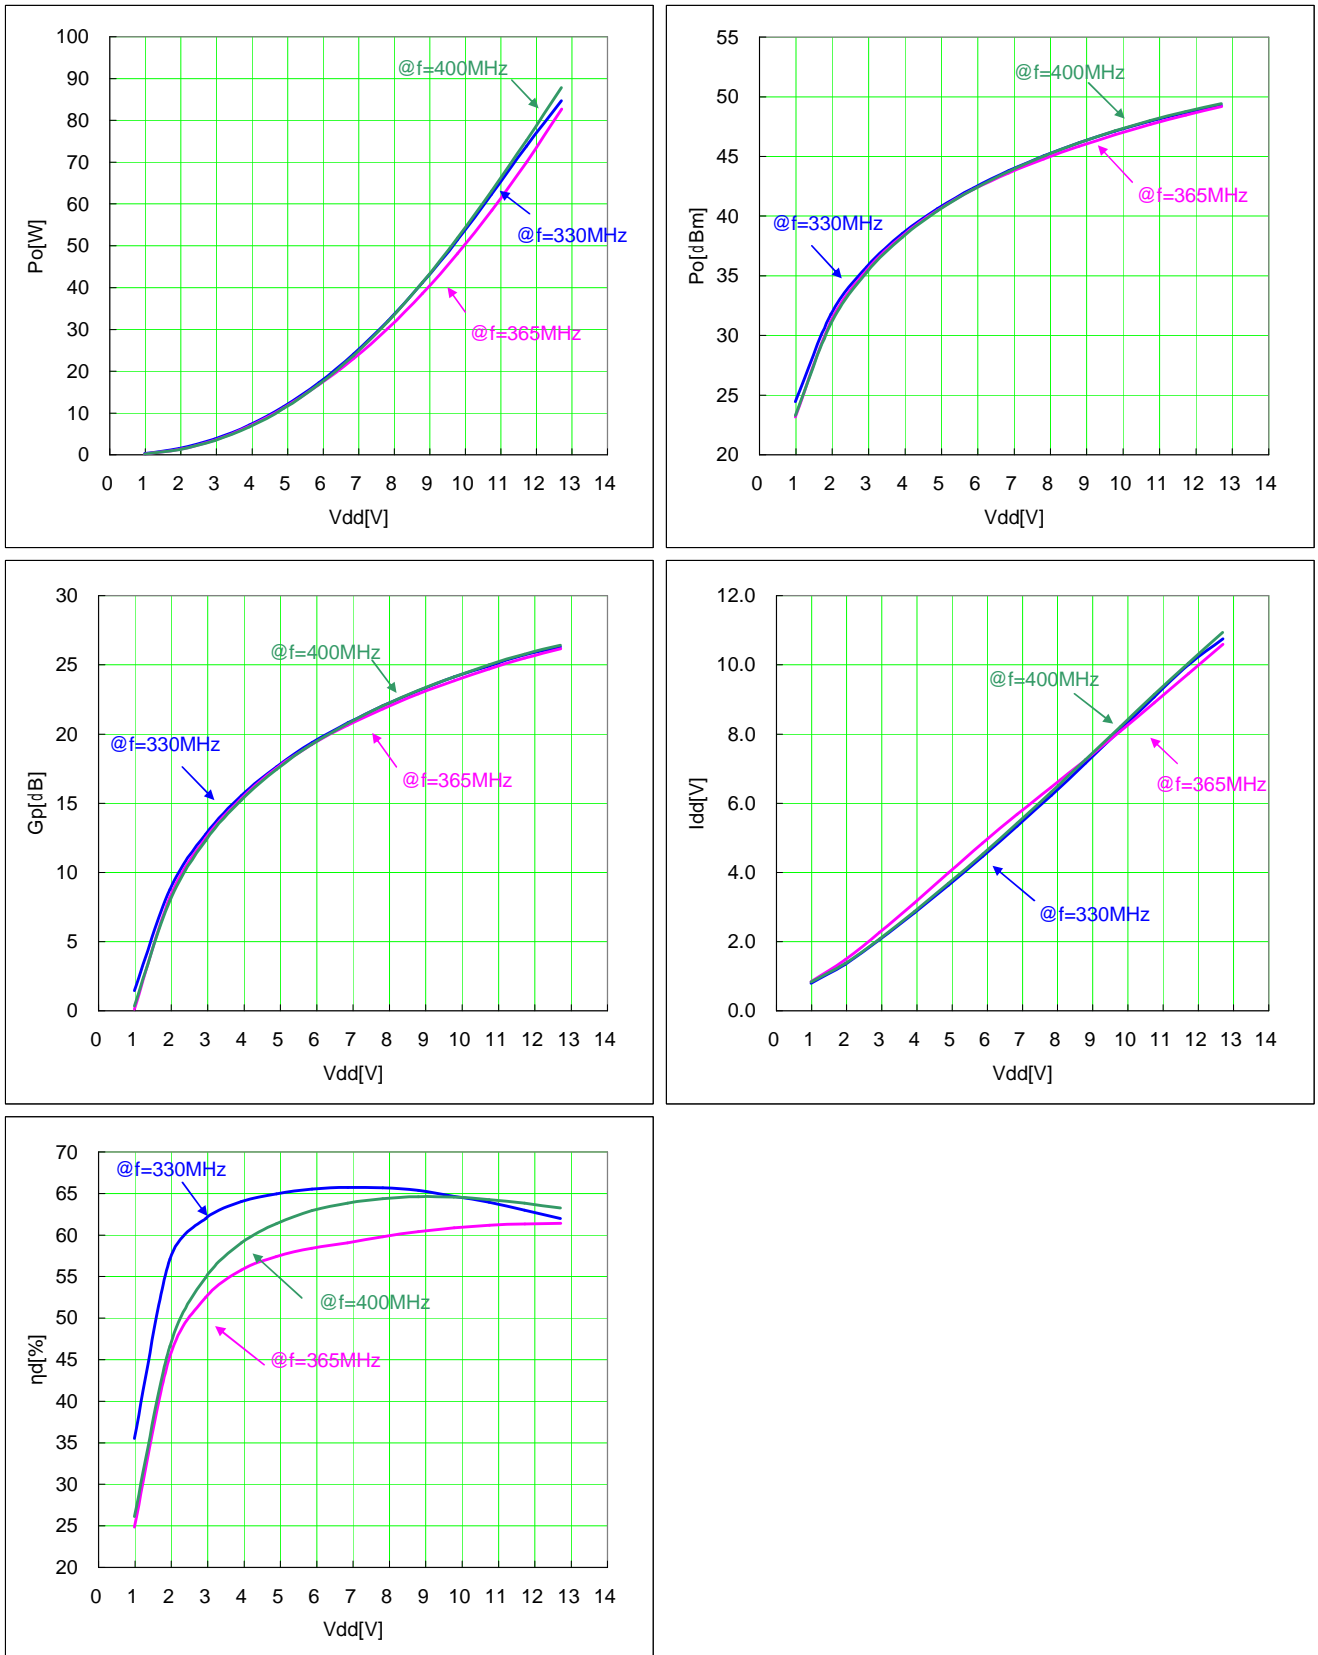 100
90
80
70
60
50
40
30
20
10
0
Po[W]
@f=400MHz
@f=330MHz
@f=365MHz
0 1 2 3 4 5 6 7 8 9 10 11 12 13 14
Vdd[V]
55
50
45
40
35
30
25
20
Po[dBm]
@f=400MHz
@f=365MHz
@f=330MHz
0 1 2 3 4 5 6 7 8 9 10 11 12 13 14
Vdd[V]
30
25
20
15
10
5
0
Gp[dB]
@f=400MHz
@f=330MHz
@f=365MHz
0 1 2 3 4 5 6 7 8 9 10 11 12 13 14
Vdd[V]
12.0
10.0
8.0
6.0
4.0
2.0
0.0
Idd[V]
@f=400MHz
@f=365MHz
@f=330MHz
0 1 2 3 4 5 6 7 8 9 10 11 12 13 14
Vdd[V]
70
65
60
55
50
45
40
35
30
25
20
ηd[%]
@f=330MHz
@f=400MHz
@f=365MHz
0 1 2 3 4 5 6 7 8 9 10 11 12 13 14
Vdd[V]